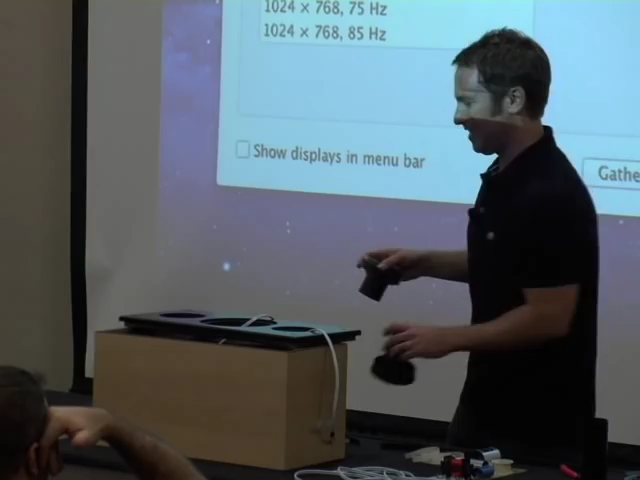 1024 × 768, 75 Hz
1024 × 768, 85 Hz
Show displays in menu bar
Gathe